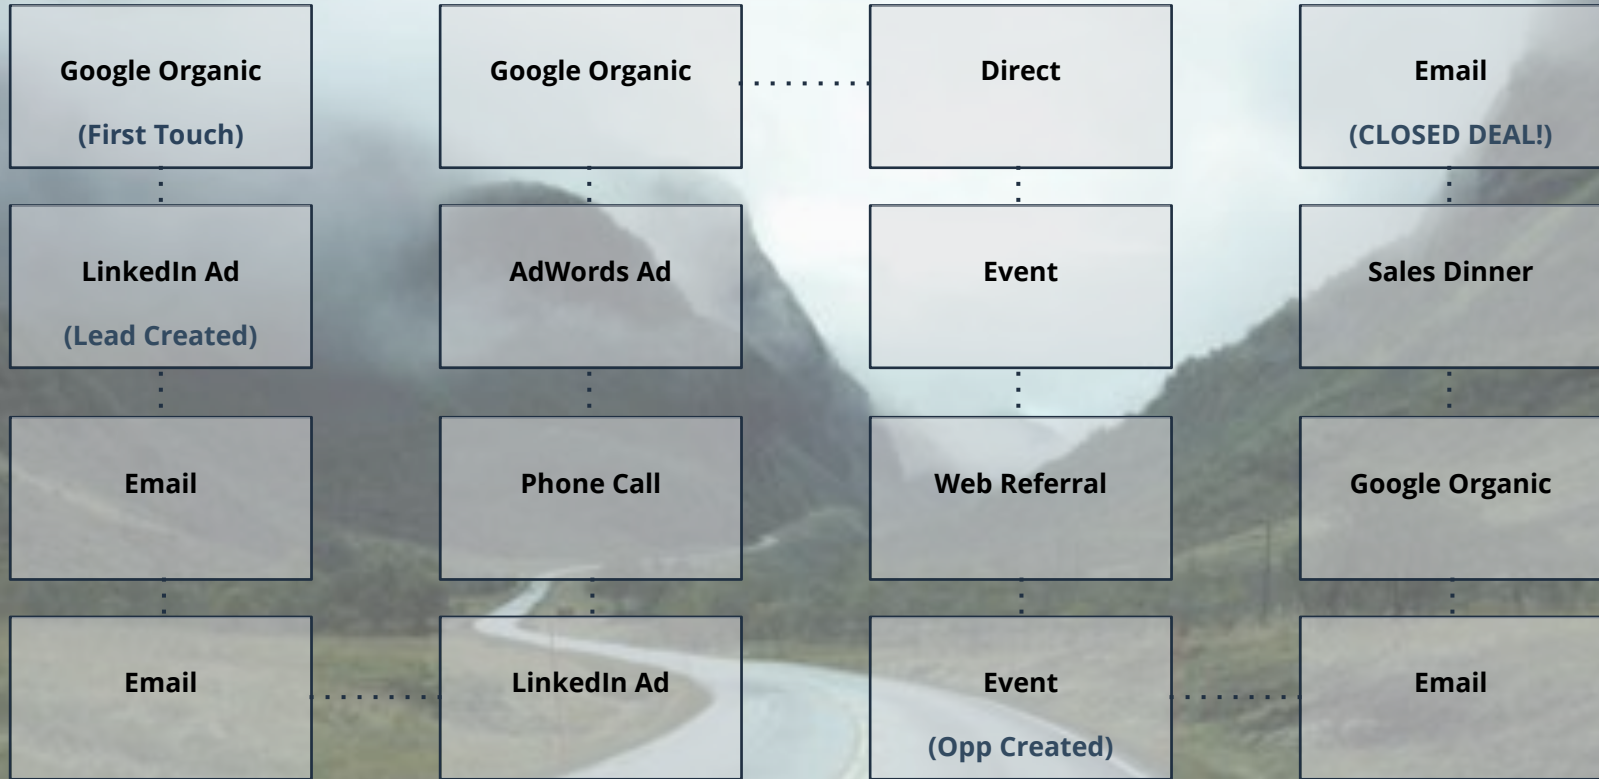 Google Organic
(First Touch)
LinkedIn Ad
(Lead Created)
Email
Email
LinkedIn Ad
Phone Call
AdWords Ad
Google Organic
Direct
Event
Web Referral
Event
(Opp Created)
Email
Google Organic
Sales Dinner
Email
(CLOSED DEAL!)